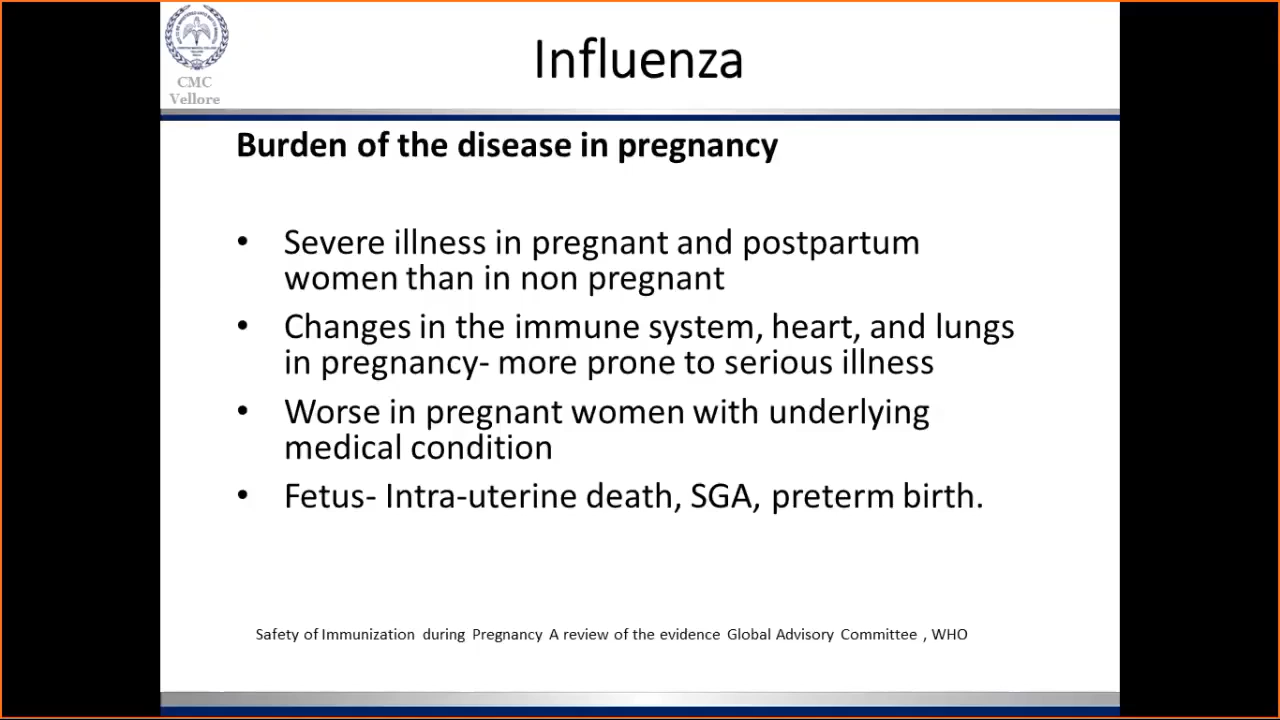 CMC
Vellore
Influenza
Burden of the disease in pregnancy
• Severe illness in pregnant and postpartum
women than in non pregnant
• Changes in the immune system, heart, and lungs
in pregnancy- more prone to serious illness
• Worse in pregnant women with underlying
medical condition
• Fetus- Intra-uterine death, SGA, preterm birth.
Safety of Immunization during Pregnancy A review of the evidence Global Advisory Committee , WHO